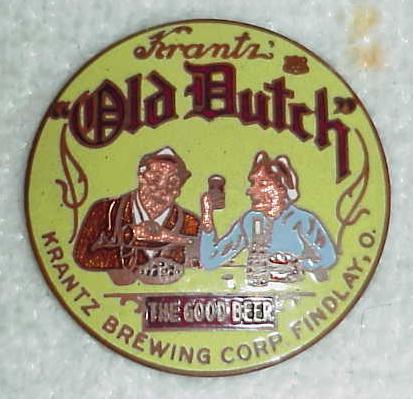 Krantz'
"Old Dutch"
THE GOOD BEER
KRANTZ BREWING CORP. FINDLAY, O.